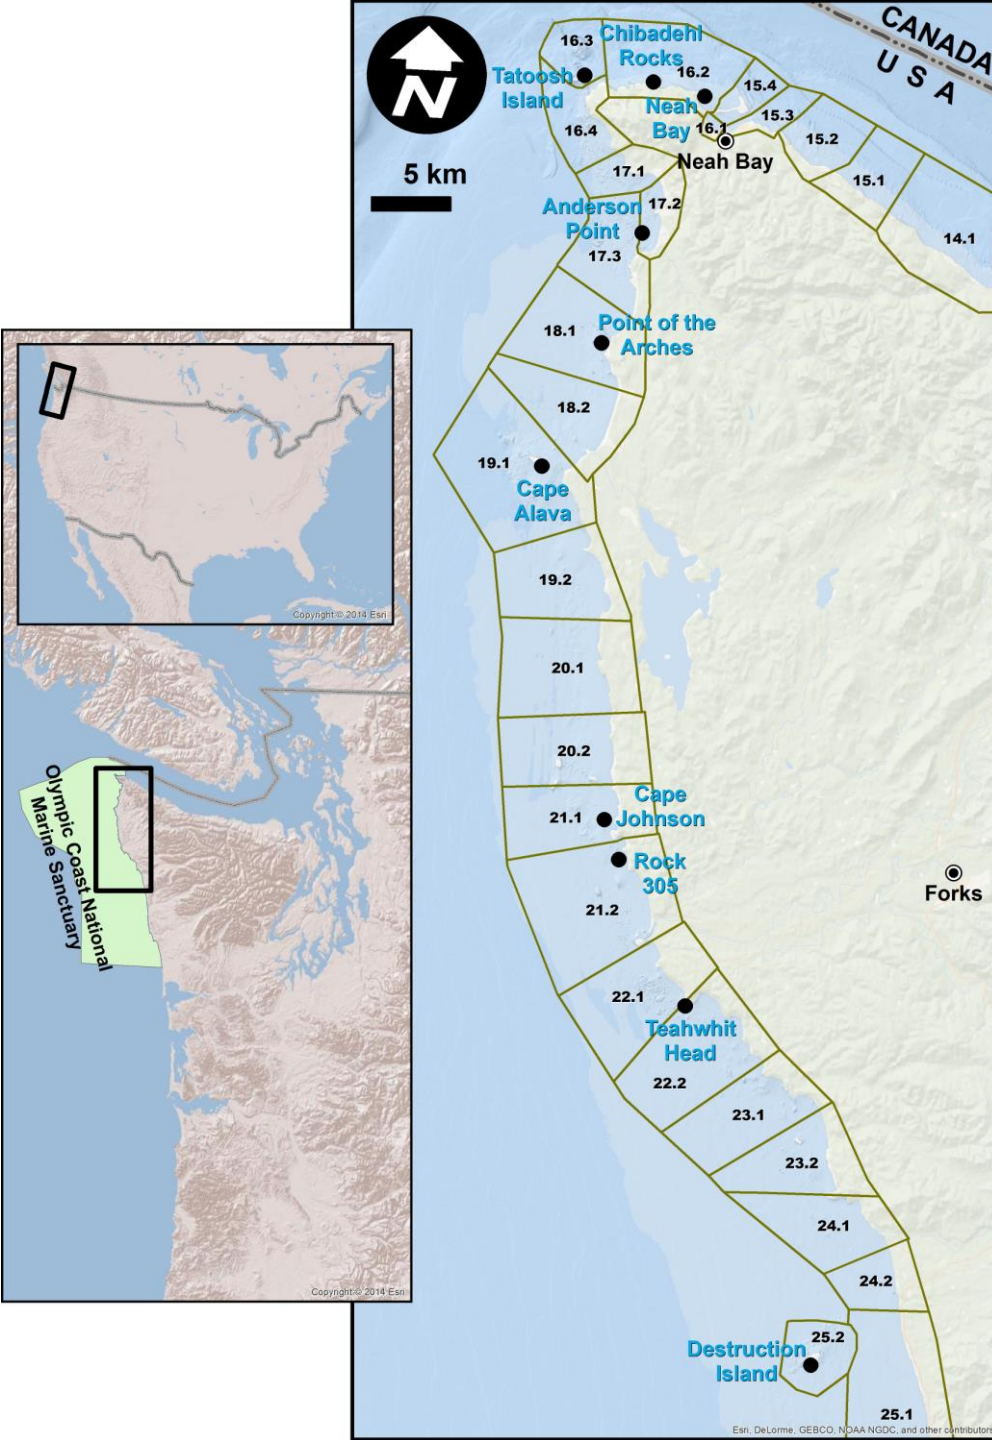 CANADA
U S A
N
5 km
16.3
Chibadehl
Rocks
16.2
Tatoosh
Island
15.4
Neah
Bay
15.3
16.4
16.1
15.2
Neah Bay
17.1
15.1
17.2
Anderson
Point
14.1
17.3
18.1
Point of the
Arches
18.2
19.1
Cape
Alava
19.2
20.1
20.2
Cape
Johnson
21.1
Rock
305
Forks
21.2
22.1
Teahwhit
Head
22.2
23.1
23.2
24.1
24.2
25.2
Destruction
Island
25.1
Esri, DeLorme, GEBCO, NOAA NGDC, and other contributors
Copyright:© 2014 Esri
Olympic Coast National
Marine Sanctuary
Copyright:© 2014 Esri